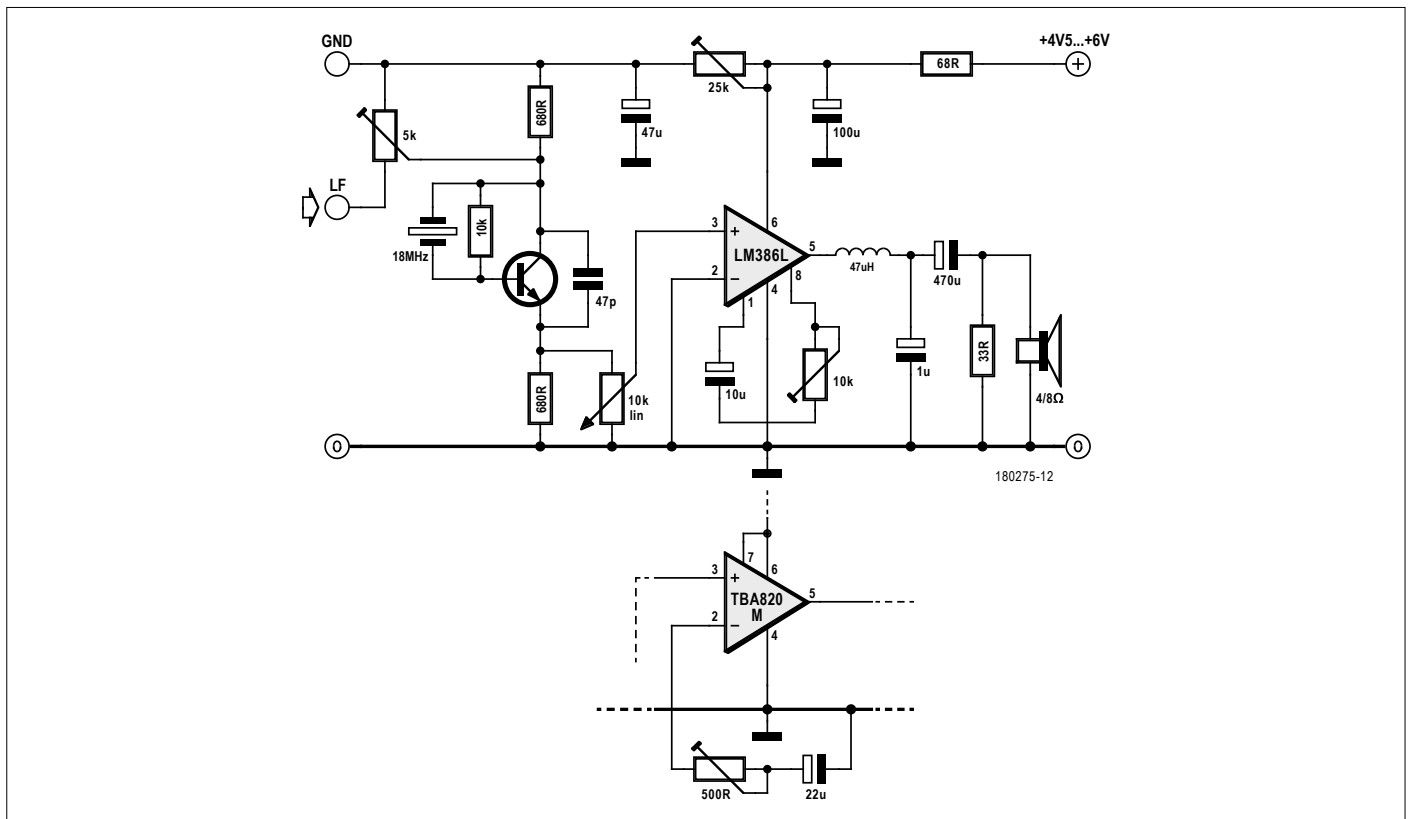 GND
+4V5...+6V
25k
68R
680R
5k
47u
100u
LF
10k
18MHz
47p
3
+
6
LM386L
5
2
−
8
4
1
47uH
470u
680R
10k
lin
10u
10k
1u
33R
4/8Ω
0
0
180275-12
7
3
+
6
TBA820
M
5
2
−
4
500R
22u